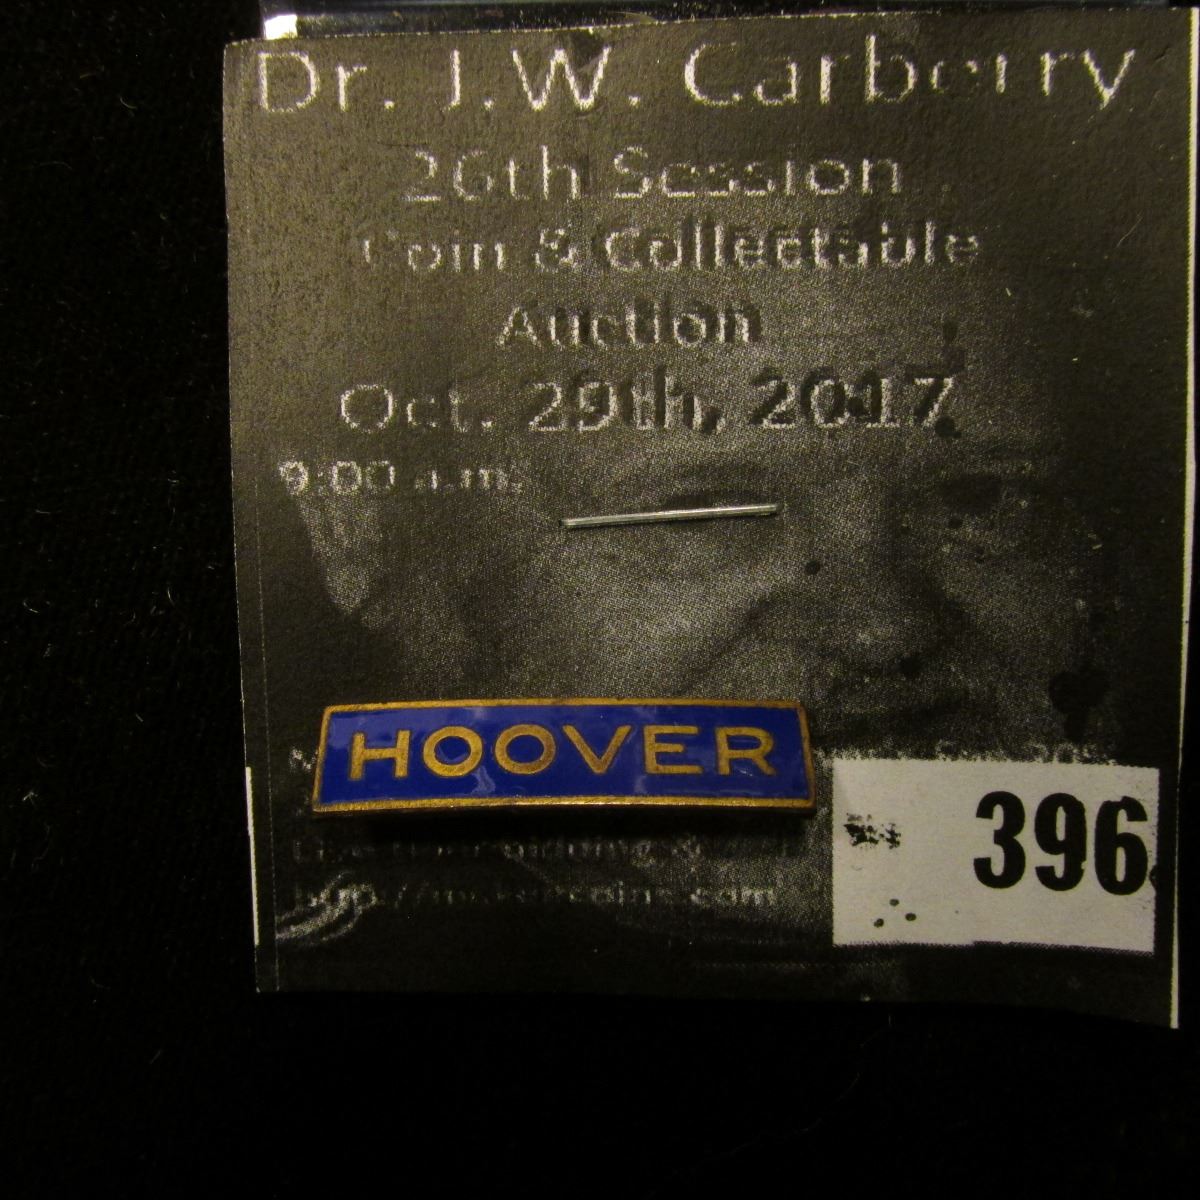 Dr. J.W. Carberry
26th Session
Coin & Collectable
Auction
Oct. 29th, 2017
9:00 a.m.
HOOVER
396